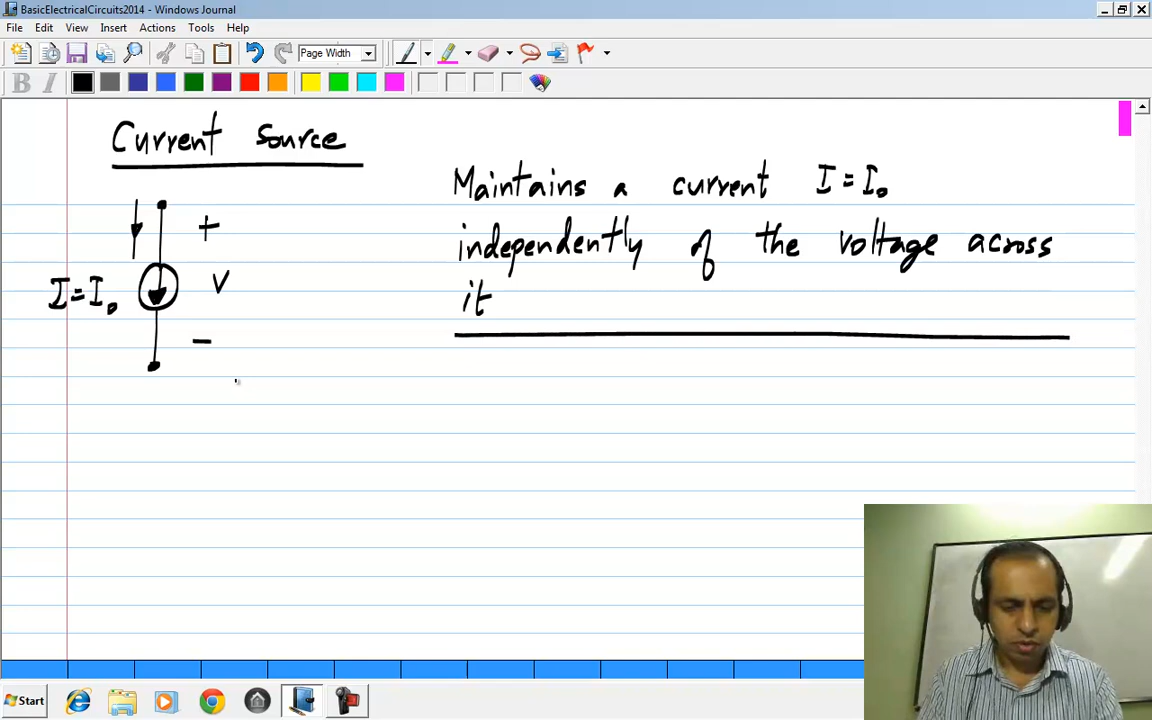 BasicElectricalCircuits2014 - Windows Journal
File Edit View Insert Actions Tools Help
Page Width
B I
Current source
Maintains a current I = I₀
independently of the voltage across
it
+
V
I = I₀
−
Start